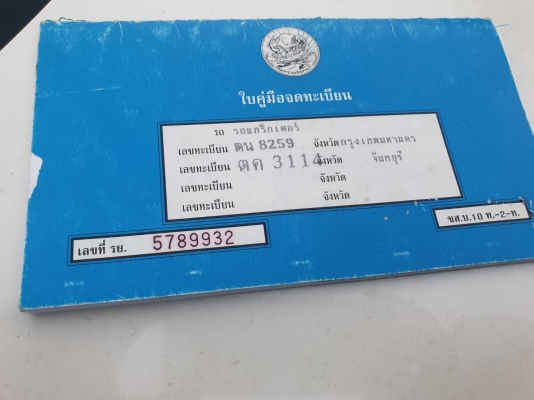 ใบคู่มือจดทะเบียน
รถ รถแทร็กเตอร์
เลขทะเบียน ตน 8259 จังหวัด กรุงเทพมหานคร
เลขทะเบียน ตค 3114 จังหวัด จันทบุรี
เลขทะเบียน จังหวัด
เลขทะเบียน จังหวัด
เลขที่ รย. 5789932
ขส.บ.10 ท.-2-ท.